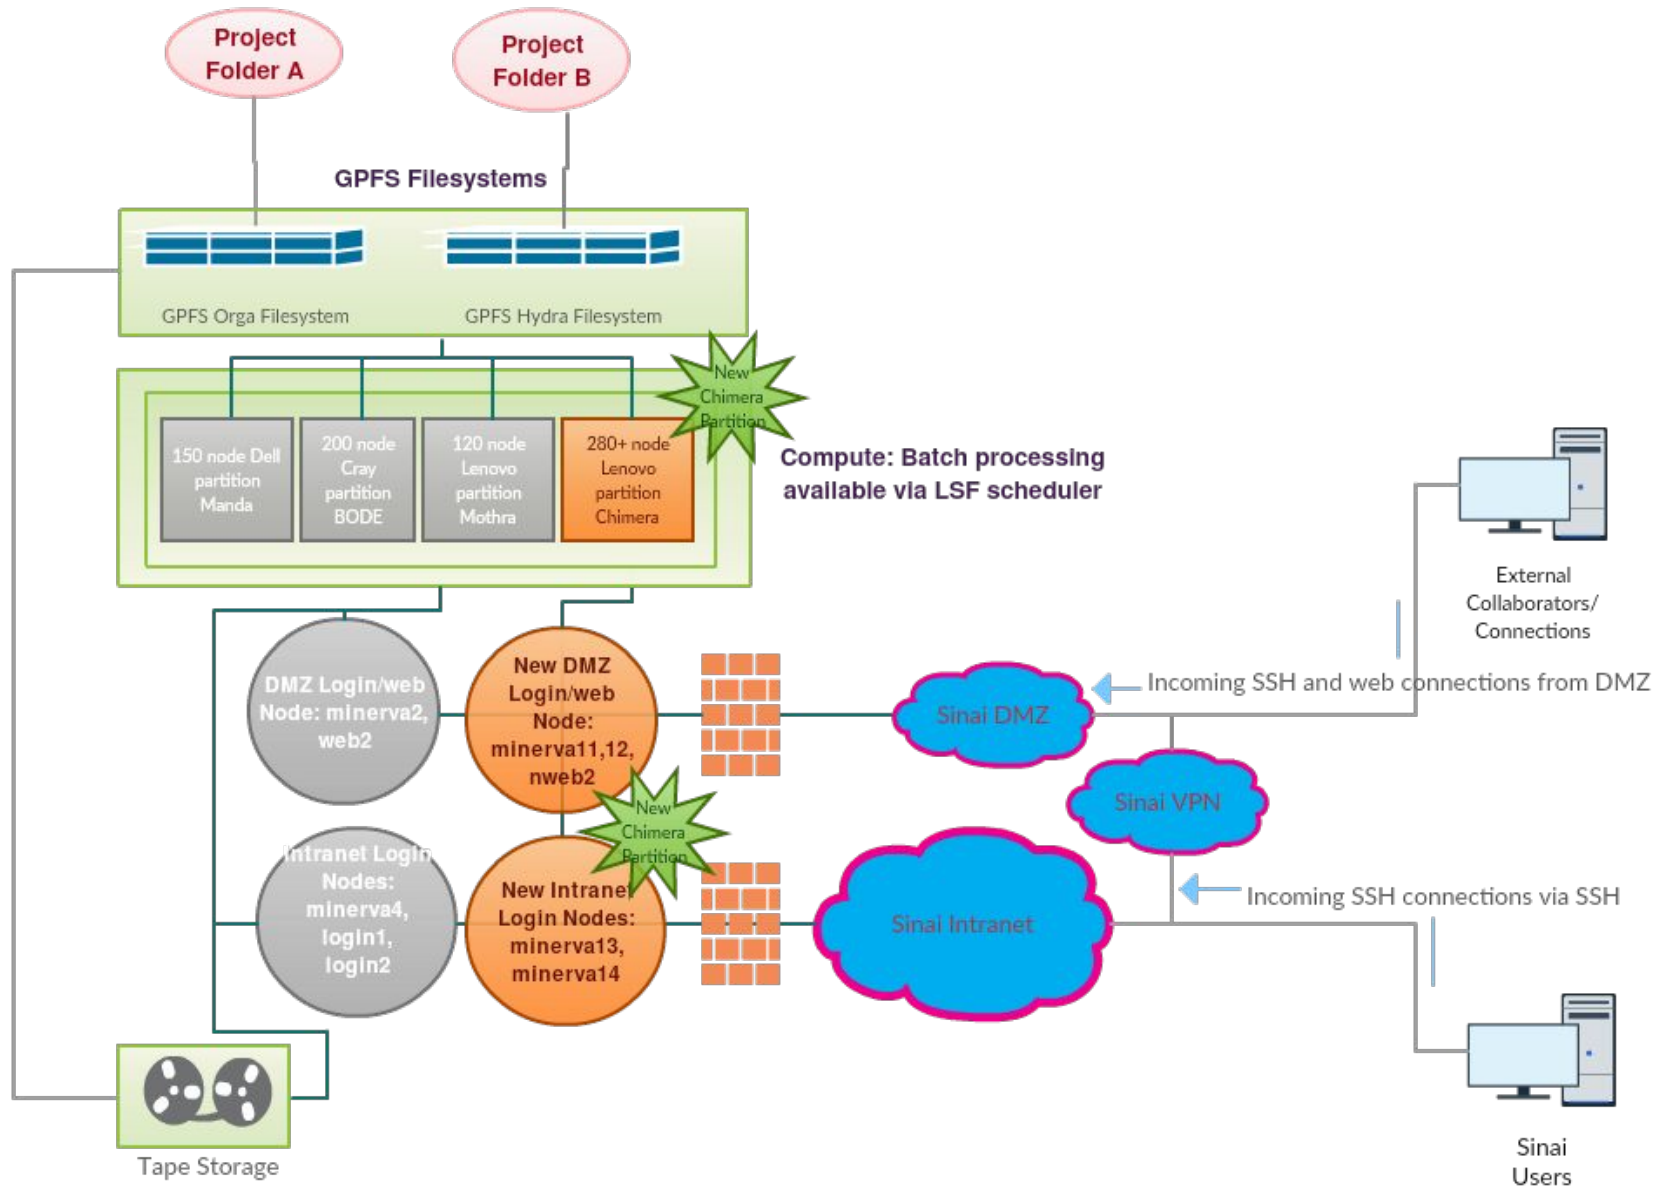 Project
Folder A
Project
Folder B
GPFS Filesystems
GPFS Orga Filesystem
GPFS Hydra Filesystem
New
Chimera
Partition
150 node Dell
partition
Manda
200 node
Cray
partition
BODE
120 node
Lenovo
partition
Mothra
280+ node
Lenovo
partition
Chimera
Compute: Batch processing
available via LSF scheduler
External
Collaborators/
Connections
DMZ Login/web
Node: minerva2,
web2
New DMZ
Login/web
Node:
minerva11,12,
nweb2
Sinai DMZ
Incoming SSH and web connections from DMZ
Sinai VPN
New
Chimera
Partition
Intranet Login
Nodes:
minerva4,
login1,
login2
New Intranet
Login Nodes:
minerva13,
minerva14
Sinai Intranet
Incoming SSH connections via SSH
Tape Storage
Sinai
Users